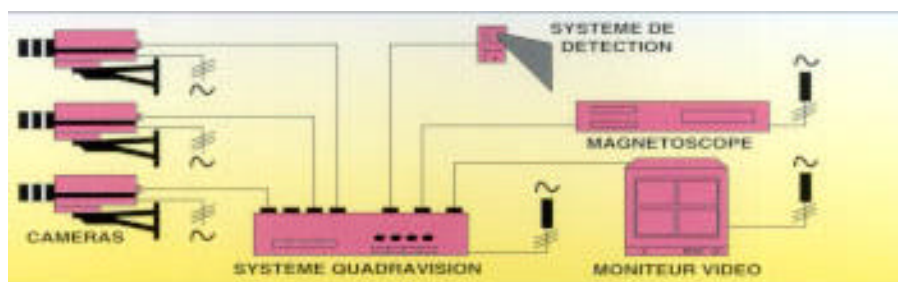 SYSTEME DE
DETECTION
MAGNETOSCOPE
CAMERAS
SYSTEME QUADRAVISION
MONITEUR VIDEO